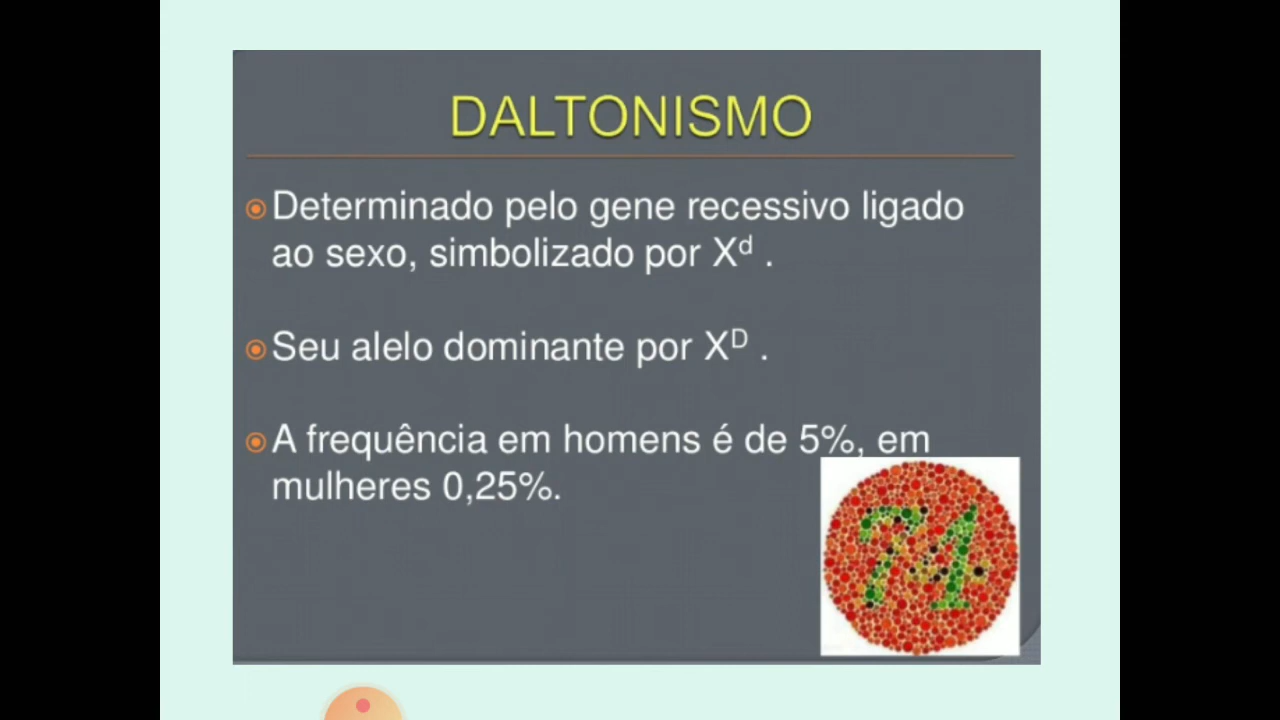 DALTONISMO
Determinado pelo gene recessivo ligado
ao sexo, simbolizado por Xᵈ .
Seu alelo dominante por Xᴰ .
A frequência em homens é de 5%, em
mulheres 0,25%.
74